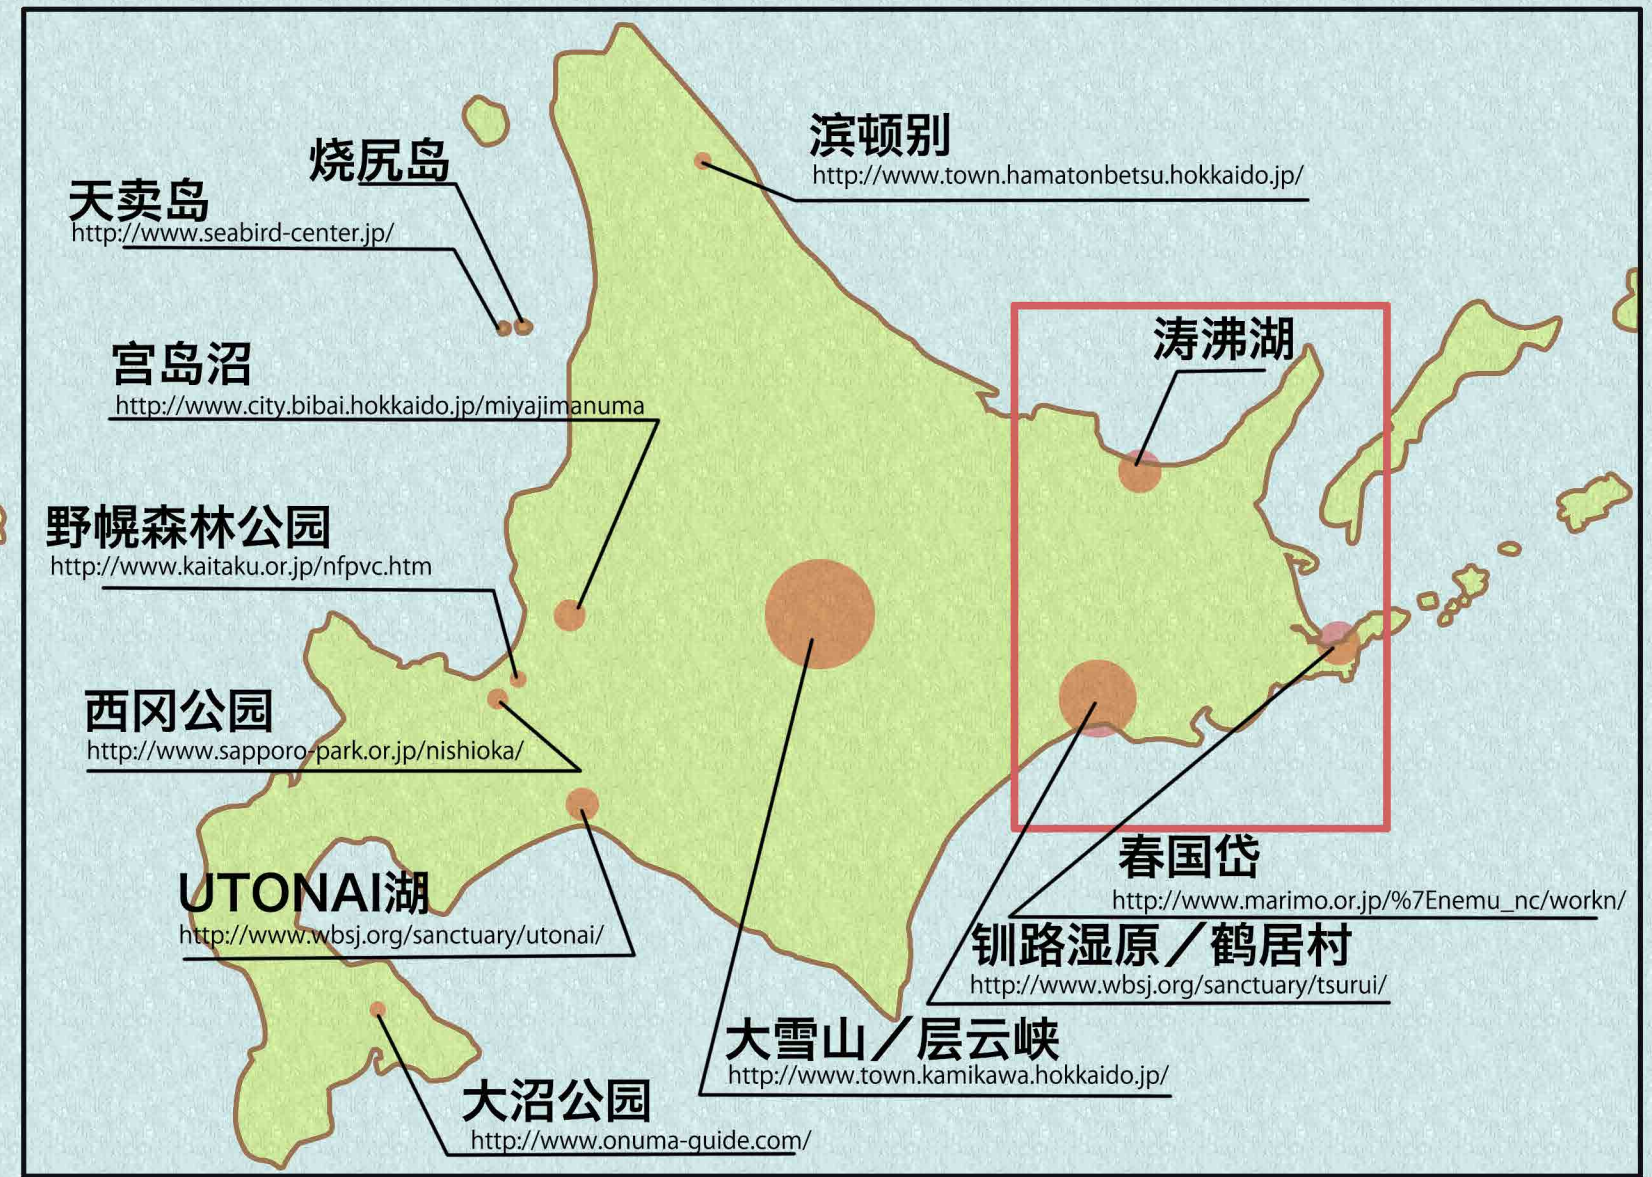 滨顿别
http://www.town.hamatonbetsu.hokkaido.jp/
烧尻岛
天卖岛
http://www.seabird-center.jp/
涛沸湖
宫岛沼
http://www.city.bibai.hokkaido.jp/miyajimanuma
野幌森林公园
http://www.kaitaku.or.jp/nfpvc.htm
西冈公园
http://www.sapporo-park.or.jp/nishioka/
UTONAI湖
http://www.wbsj.org/sanctuary/utonai/
春国岱
http://www.marimo.or.jp/%7Enemu_nc/workn/
钏路湿原／鹤居村
http://www.wbsj.org/sanctuary/tsurui/
大雪山／层云峡
http://www.town.kamikawa.hokkaido.jp/
大沼公园
http://www.onuma-guide.com/